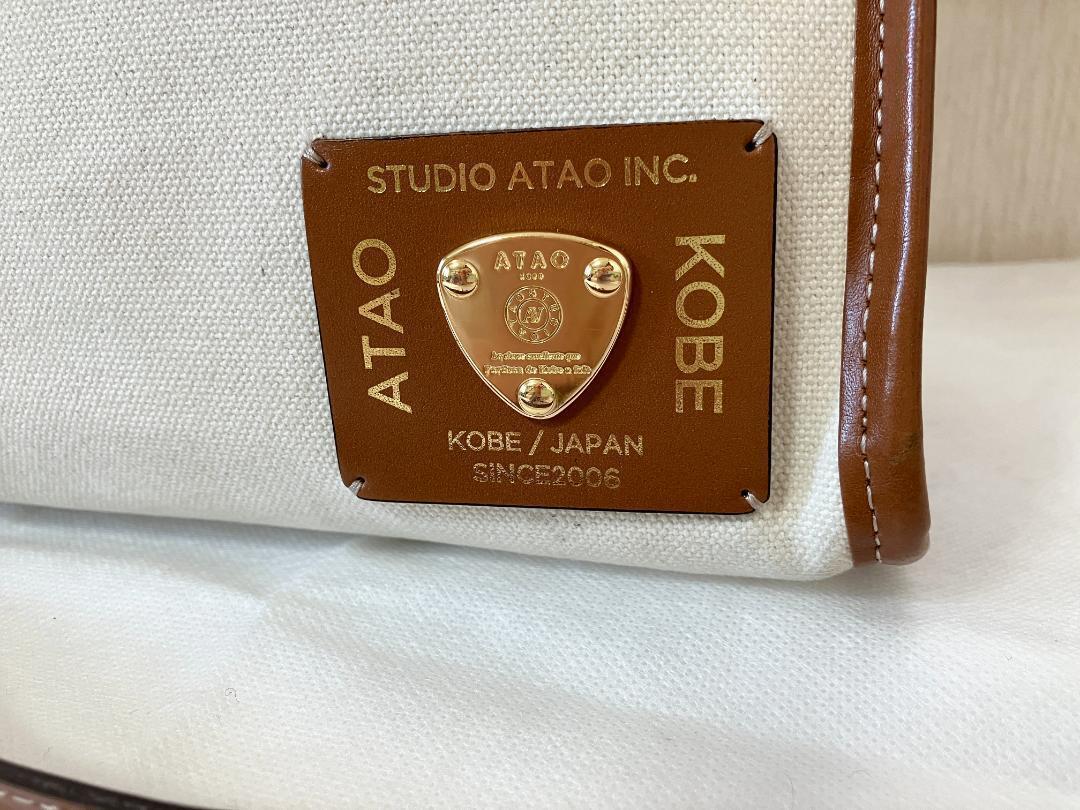 STUDIO ATAO INC.
ATAO
KOBE
ATAO
KOBE / JAPAN
SINCE2006